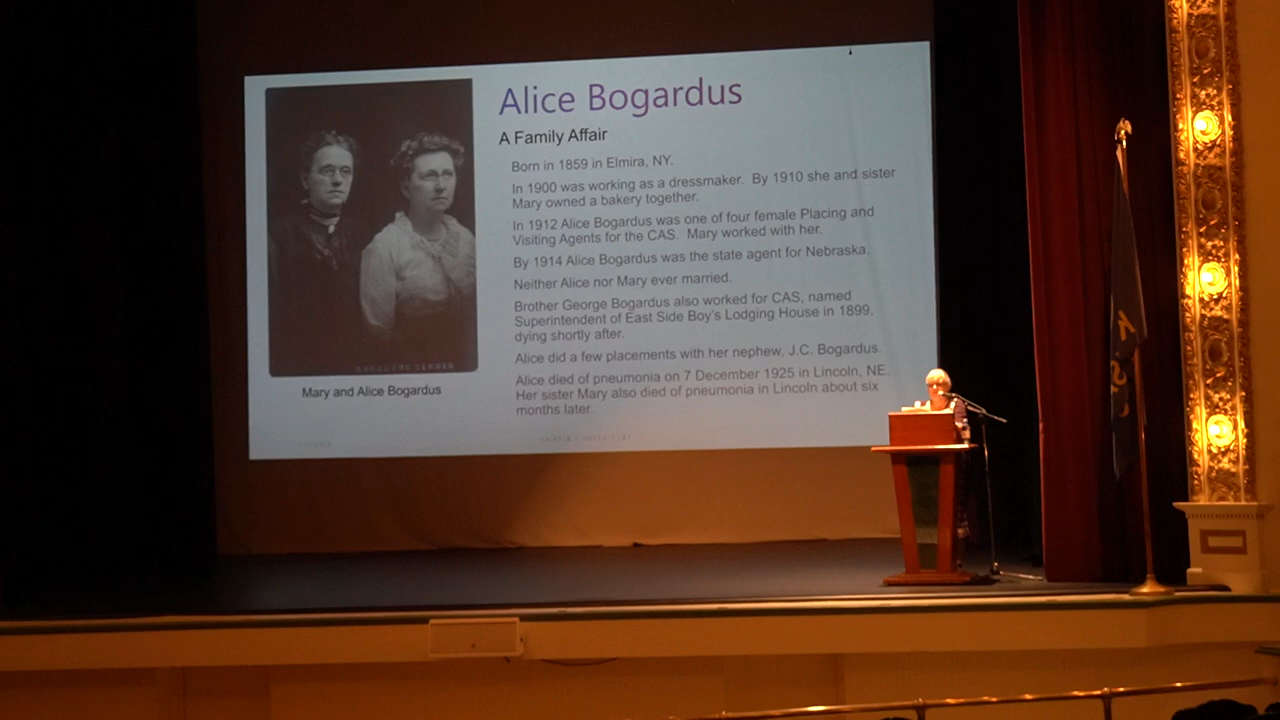 Alice Bogardus
A Family Affair
Born in 1859 in Elmira, NY.
In 1900 was working as a dressmaker. By 1910 she and sister
Mary owned a bakery together.
In 1912 Alice Bogardus was one of four female Placing and
Visiting Agents for the CAS. Mary worked with her.
By 1914 Alice Bogardus was the state agent for Nebraska.
Neither Alice nor Mary ever married.
Brother George Bogardus also worked for CAS, named
Superintendent of East Side Boy's Lodging House in 1899,
dying shortly after.
Alice did a few placements with her nephew, J.C. Bogardus.
Alice died of pneumonia on 7 December 1925 in Lincoln, NE.
Her sister Mary also died of pneumonia in Lincoln about six
months later.
Mary and Alice Bogardus